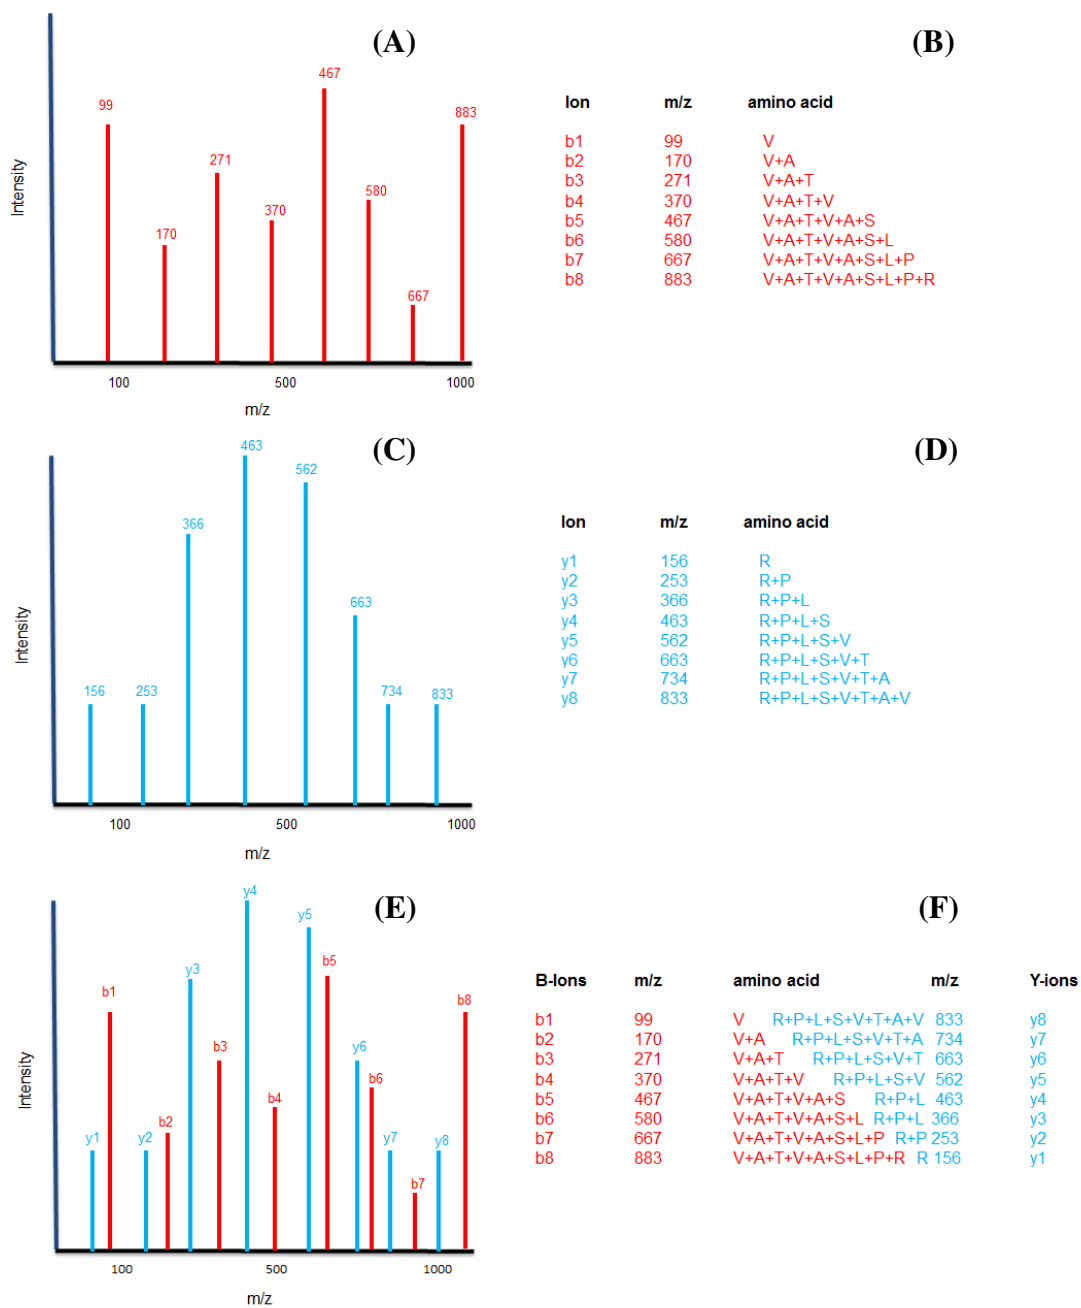 (A)
(B)
467
99
883
271
580
370
170
667
Intensity
100 500 1000
m/z
Ion m/z amino acid
b1 99 V
b2 170 V+A
b3 271 V+A+T
b4 370 V+A+T+V
b5 467 V+A+T+V+A+S
b6 580 V+A+T+V+A+S+L
b7 667 V+A+T+V+A+S+L+P
b8 883 V+A+T+V+A+S+L+P+R
(C)
(D)
463
562
366
663
156 253 734 833
Intensity
100 500 1000
m/z
Ion m/z amino acid
y1 156 R
y2 253 R+P
y3 366 R+P+L
y4 463 R+P+L+S
y5 562 R+P+L+S+V
y6 663 R+P+L+S+V+T
y7 734 R+P+L+S+V+T+A
y8 833 R+P+L+S+V+T+A+V
(E)
(F)
y4
y5
b5
y3
b1
b8
b3
y6
b6
b4
b2
y1 y2 y7 y8
b7
Intensity
100 500 1000
m/z
B-Ions m/z amino acid m/z Y-ions
b1 99 V R+P+L+S+V+T+A+V 833 y8
b2 170 V+A R+P+L+S+V+T+A 734 y7
b3 271 V+A+T R+P+L+S+V+T 663 y6
b4 370 V+A+T+V R+P+L+S+V 562 y5
b5 467 V+A+T+V+A+S R+P+L 463 y4
b6 580 V+A+T+V+A+S+L R+P+L 366 y3
b7 667 V+A+T+V+A+S+L+P R+P 253 y2
b8 883 V+A+T+V+A+S+L+P+R R 156 y1